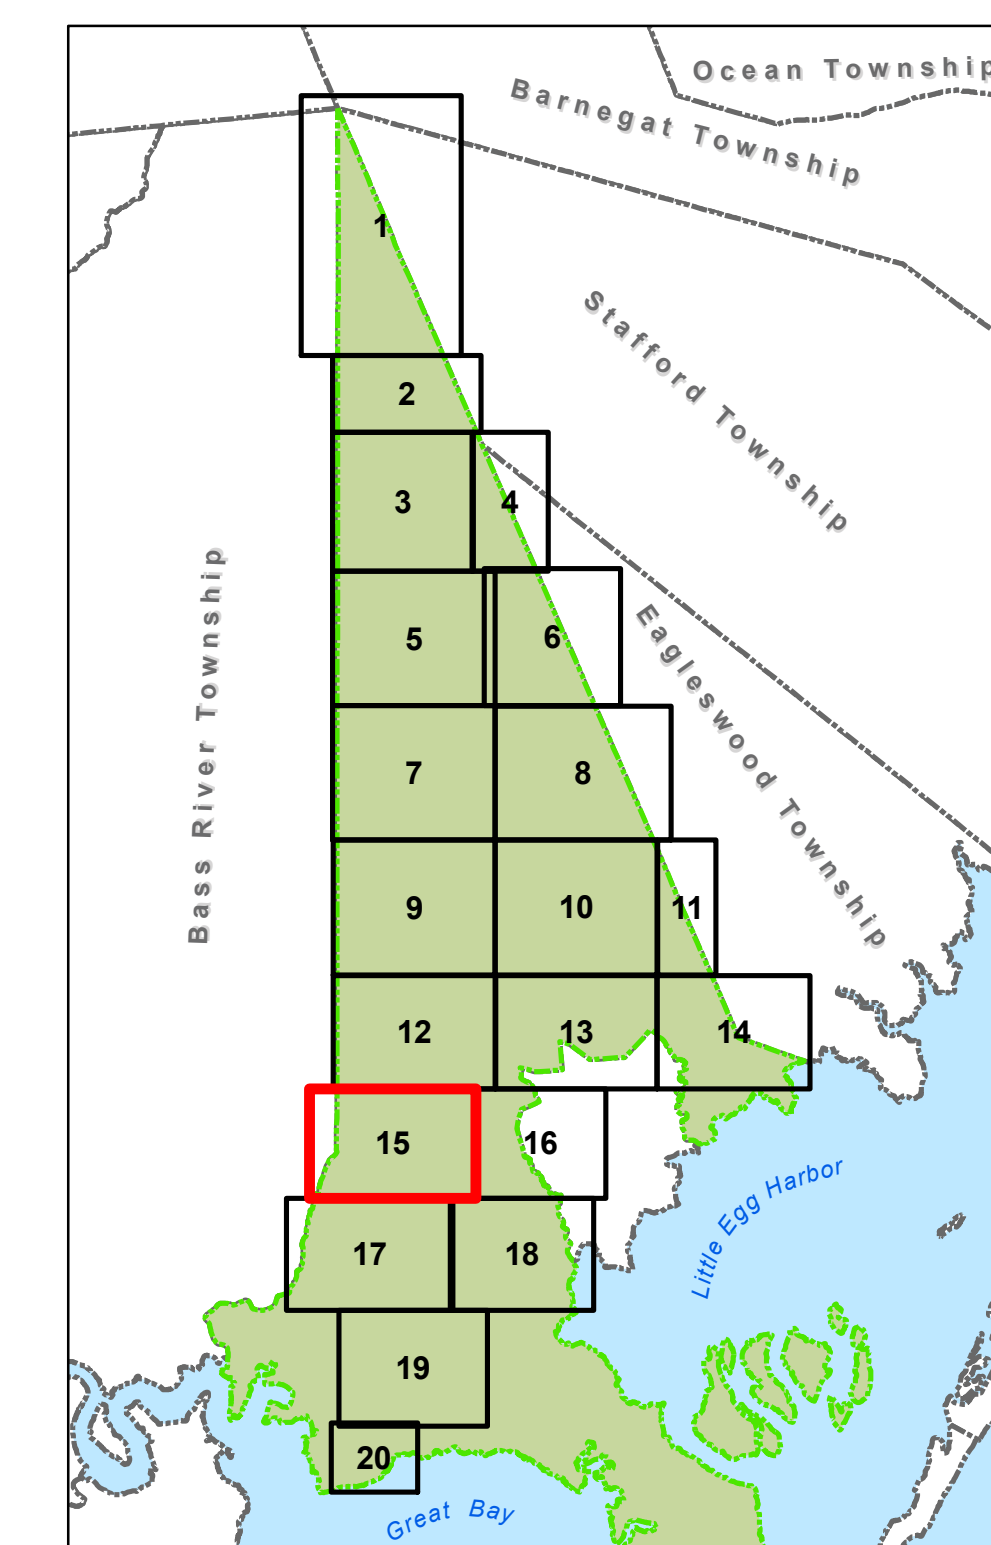 Ocean Township
Barnegat Township
1
Stafford Township
2
3
4
Bass River Township
5
6
Eagleswood Township
7
8
9
10
11
12
13
14
15
16
Little Egg Harbor
17
18
19
20
Great Bay